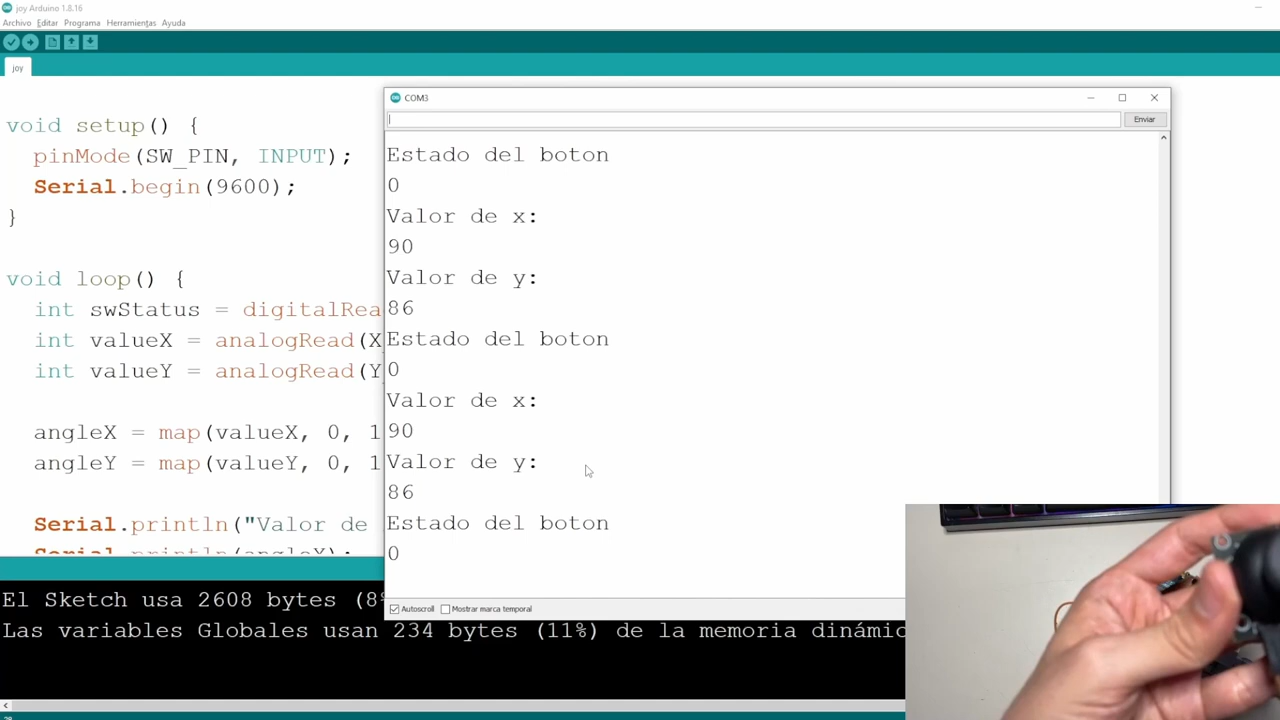 joy Arduino 1.8.16
Archivo Editar Programa Herramientas Ayuda
joy
void setup() {
pinMode(SW_PIN, INPUT);
Serial.begin(9600);
}
void loop() {
int swStatus = digitalRea
int valueX = analogRead(X
int valueY = analogRead(Y
angleX = map(valueX, 0, 1
angleY = map(valueY, 0, 1
Serial.println("Valor de
Serial.println(angleX);
COM3
Enviar
Estado del boton
0
Valor de x:
90
Valor de y:
86
Estado del boton
0
Valor de x:
90
Valor de y:
86
Estado del boton
0
Autoscroll Mostrar marca temporal
El Sketch usa 2608 bytes (8%
Las variables Globales usan 234 bytes (11%) de la memoria dinámic